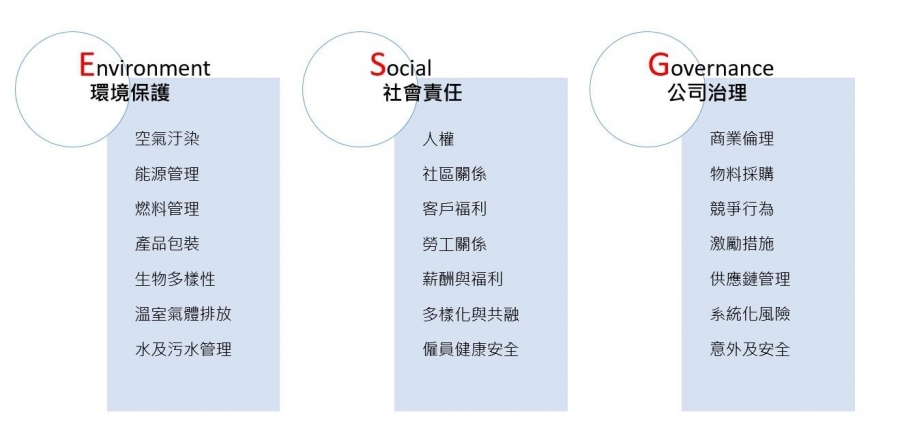 Environment
環境保護
空氣汙染
能源管理
燃料管理
產品包裝
生物多樣性
溫室氣體排放
水及污水管理
Social
社會責任
人權
社區關係
客戶福利
勞工關係
薪酬與福利
多樣化與共融
僱員健康安全
Governance
公司治理
商業倫理
物料採購
競爭行為
激勵措施
供應鏈管理
系統化風險
意外及安全